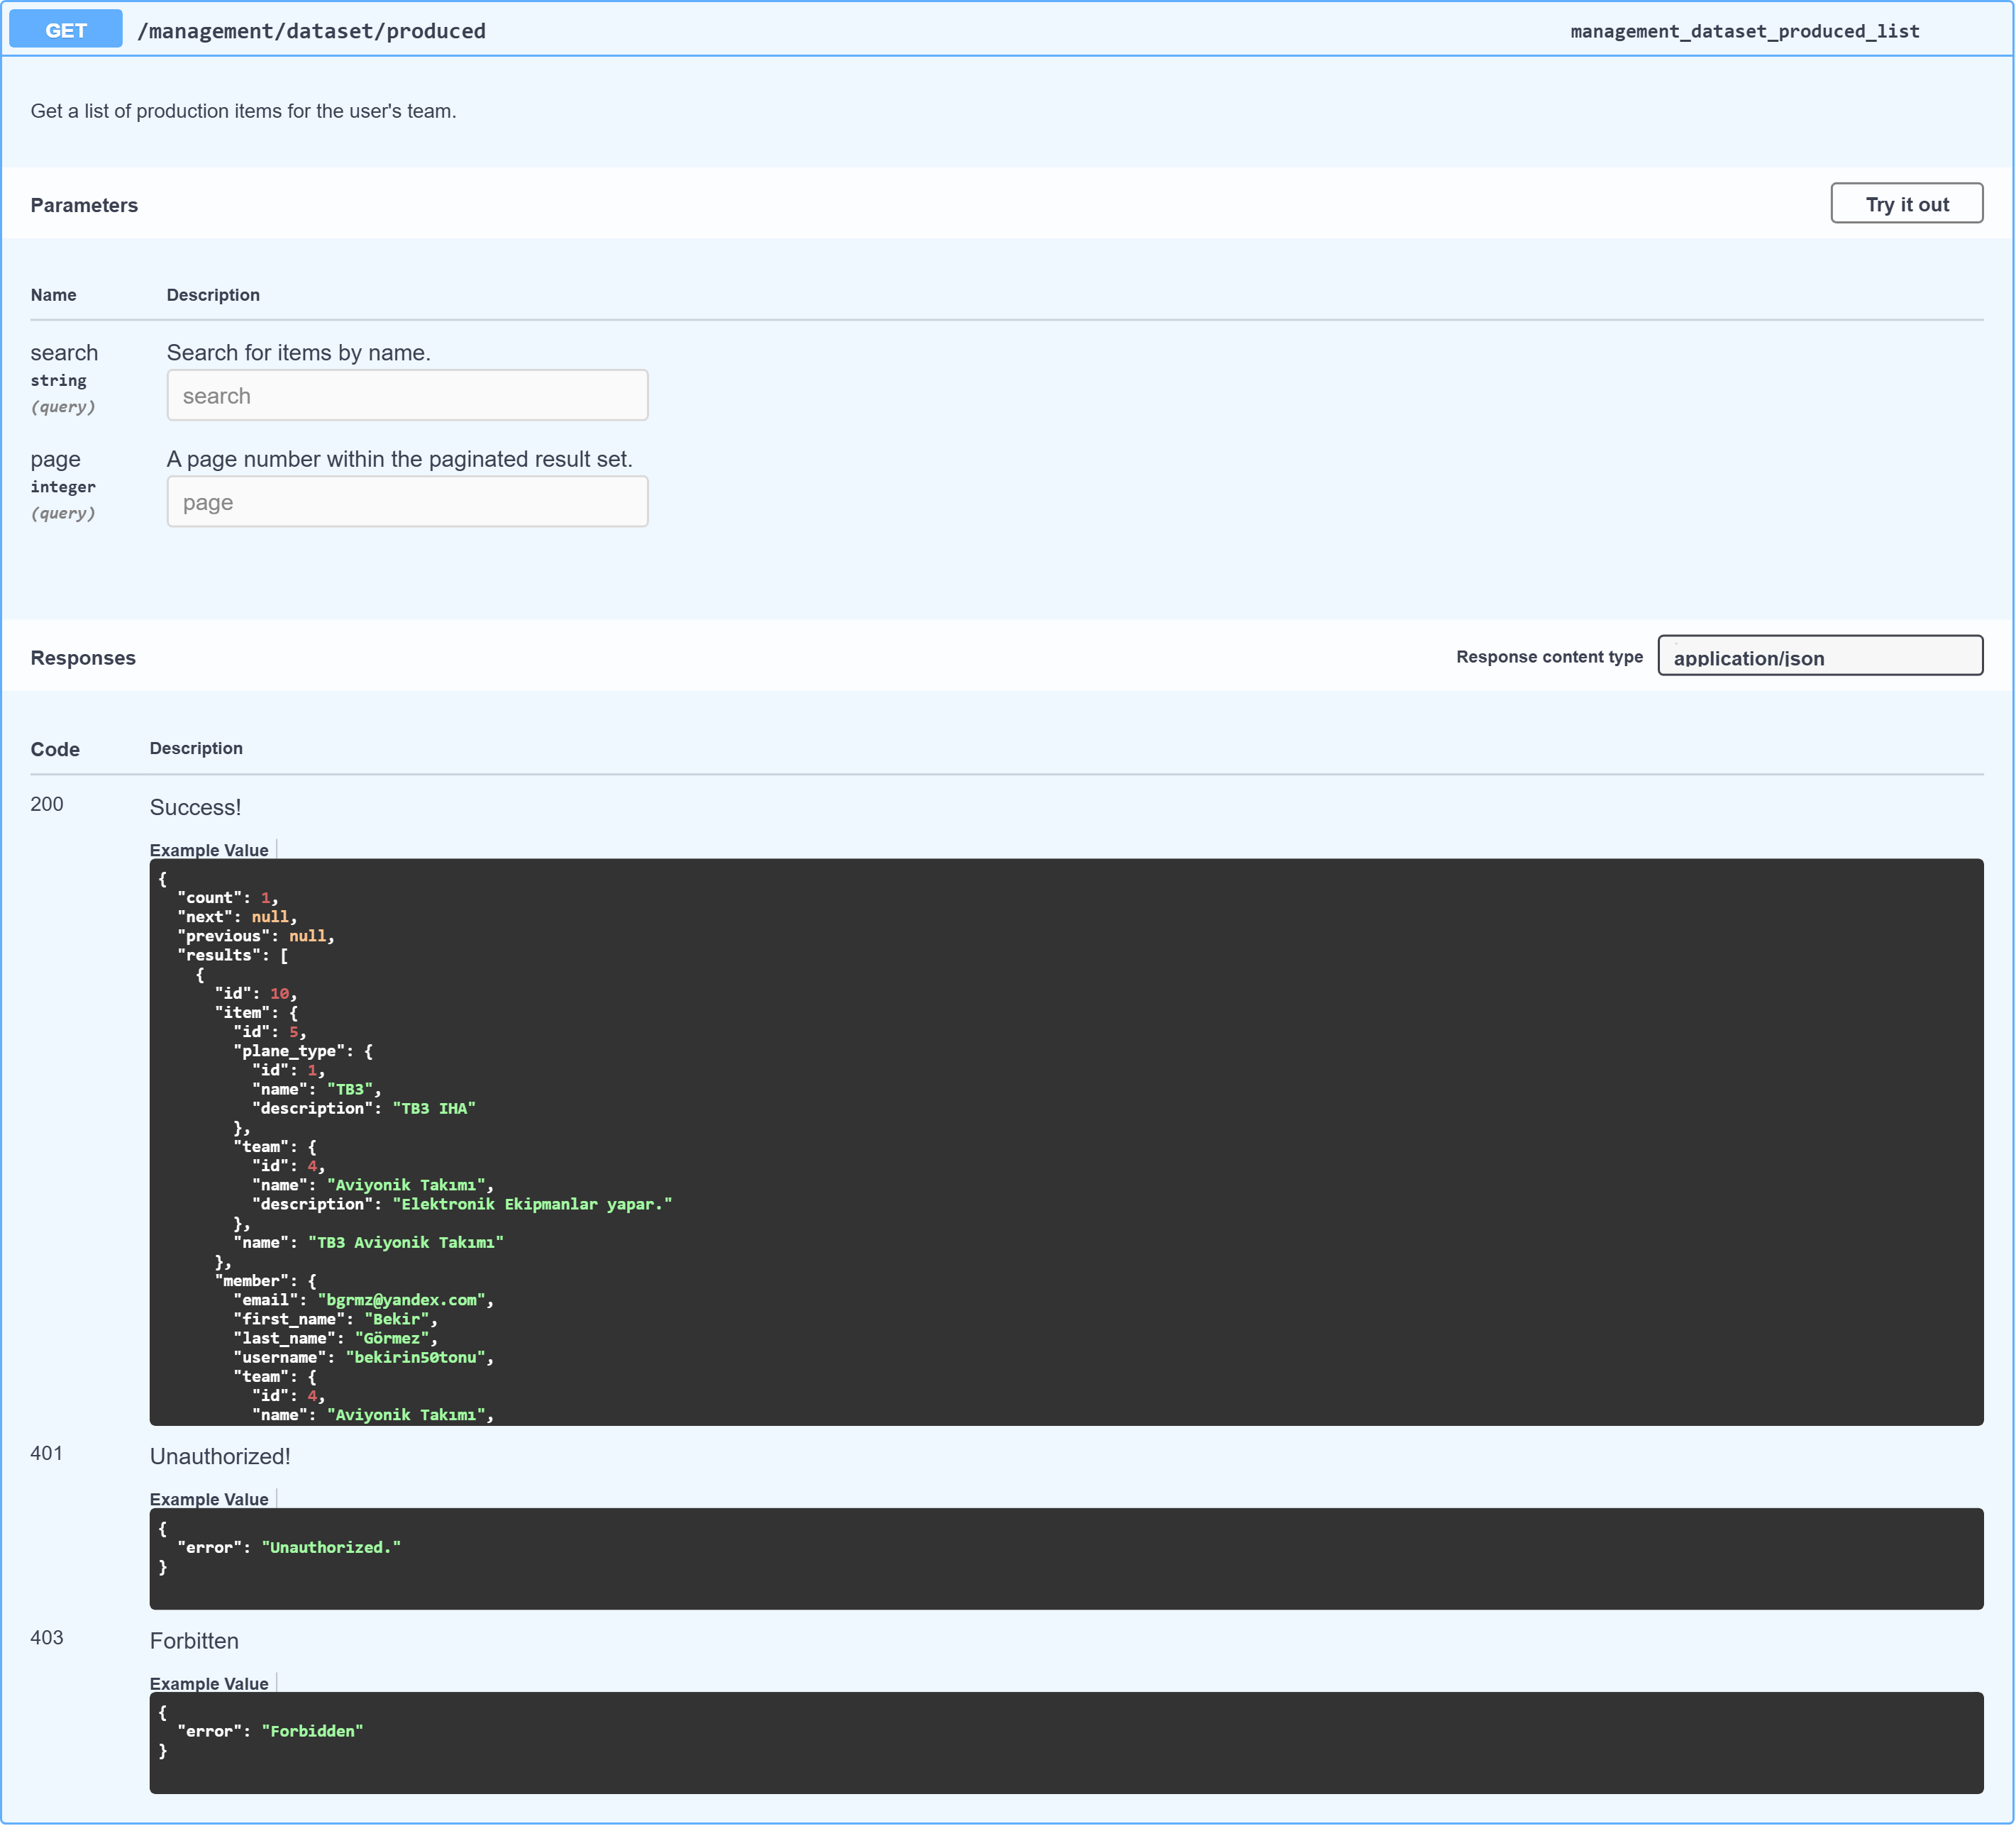 GET /management/dataset/produced management_dataset_produced_list
Get a list of production items for the user's team.
Parameters Try it out
Name Description
search Search for items by name.
string
search
(query)
page A page number within the paginated result set.
integer
page
(query)
Responses Response content type application/json
Code Description
200 Success!
Example Value
{
  "count": 1,
  "next": null,
  "previous": null,
  "results": [
    {
      "id": 10,
      "item": {
        "id": 5,
        "plane_type": {
          "id": 1,
          "name": "TB3",
          "description": "TB3 IHA"
        },
        "team": {
          "id": 4,
          "name": "Aviyonik Takımı",
          "description": "Elektronik Ekipmanlar yapar."
        },
        "name": "TB3 Aviyonik Takımı"
      },
      "member": {
        "email": "bgrmz@yandex.com",
        "first_name": "Bekir",
        "last_name": "Görmez",
        "username": "bekirin50tonu",
        "team": {
          "id": 4,
          "name": "Aviyonik Takımı",
401 Unauthorized!
Example Value
{
  "error": "Unauthorized."
}
403 Forbitten
Example Value
{
  "error": "Forbidden"
}